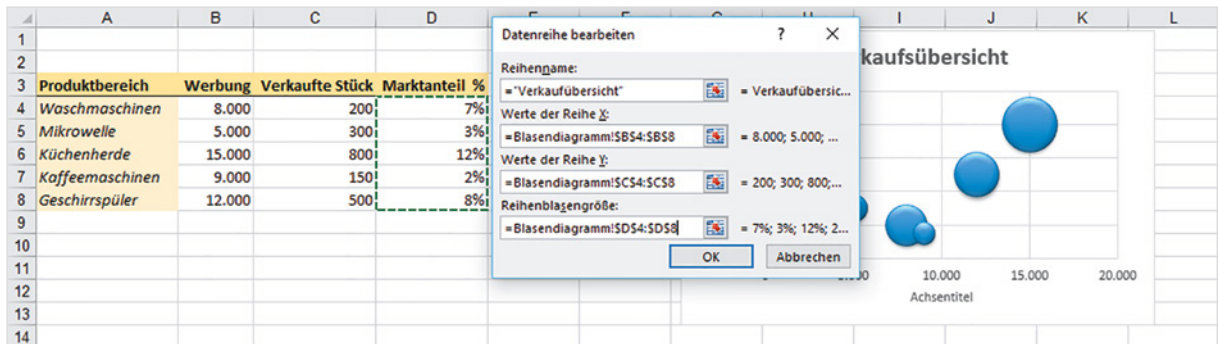 A B C D I J K L
1
2
3 Produktbereich Werbung Verkaufte Stück Marktanteil %
4 Waschmaschinen 8.000 200 7%
5 Mikrowelle 5.000 300 3%
6 Küchenherde 15.000 800 12%
7 Kaffeemaschinen 9.000 150 2%
8 Geschirrspüler 12.000 500 8%
9
10
11
12
13
14
Datenreihe bearbeiten ? ×
Reihenname:
="Verkaufübersicht" = Verkaufübersic...
Werte der Reihe X:
=Blasendiagramm!$B$4:$B$8 = 8.000; 5.000; ...
Werte der Reihe Y:
=Blasendiagramm!$C$4:$C$8 = 200; 300; 800;...
Reihenblasengröße:
=Blasendiagramm!$D$4:$D$8 = 7%; 3%; 12%; 2...
OK Abbrechen
kaufsübersicht
10.000 15.000 20.000
Achsentitel